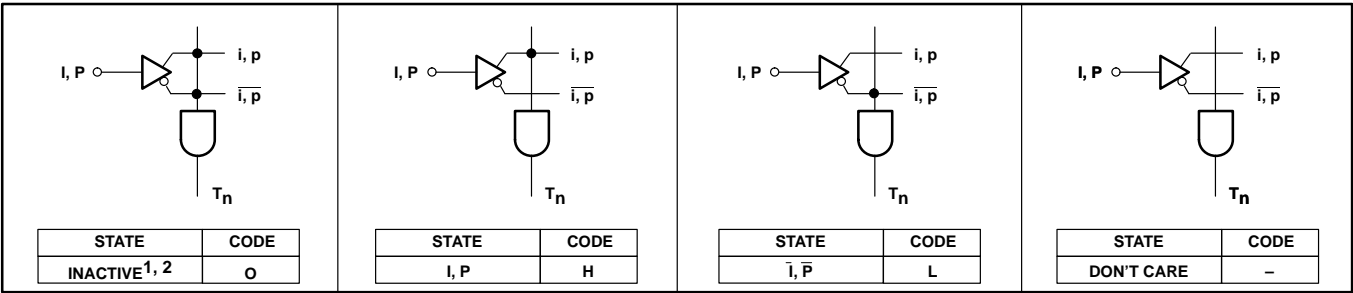 I, P
i, p
i, p
Tn
STATE CODE
INACTIVE1, 2 O
I, P
i, p
i, p
Tn
STATE CODE
I, P H
I, P
i, p
i, p
Tn
STATE CODE
I, P L
I, P
i, p
i, p
Tn
STATE CODE
DON'T CARE –